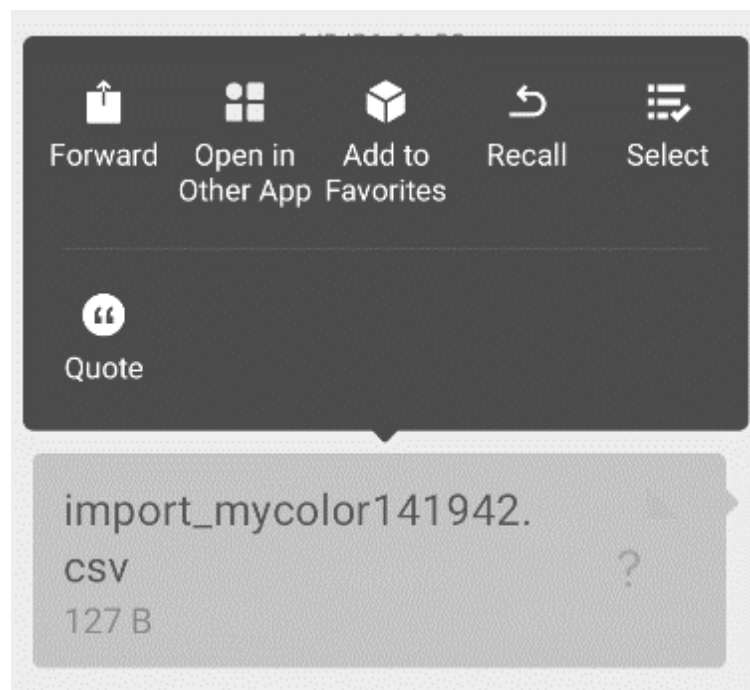 Forward
Open in
Other App
Add to
Favorites
Recall
Select
Quote
import_mycolor141942.
csv
127 B
?